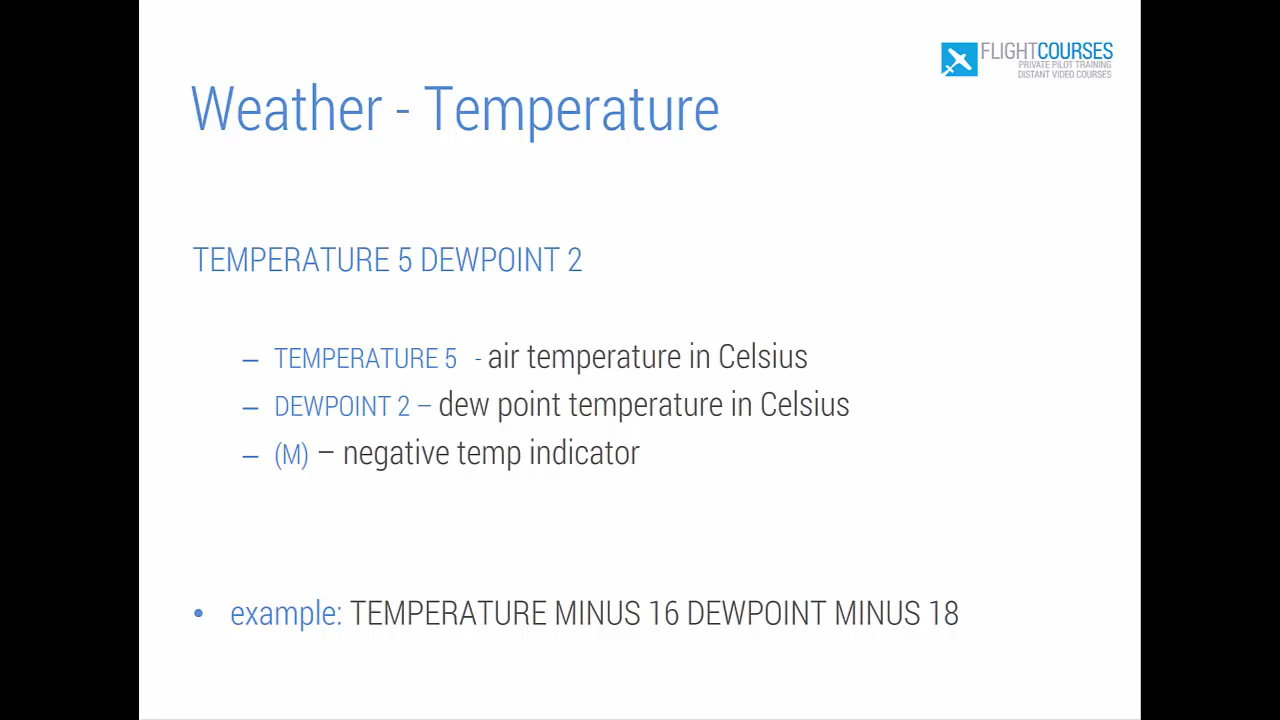 FLIGHTCOURSES
PRIVATE PILOT TRAINING
DISTANT VIDEO COURSES
Weather - Temperature
TEMPERATURE 5 DEWPOINT 2
– TEMPERATURE 5 - air temperature in Celsius
– DEWPOINT 2 – dew point temperature in Celsius
– (M) – negative temp indicator
• example: TEMPERATURE MINUS 16 DEWPOINT MINUS 18